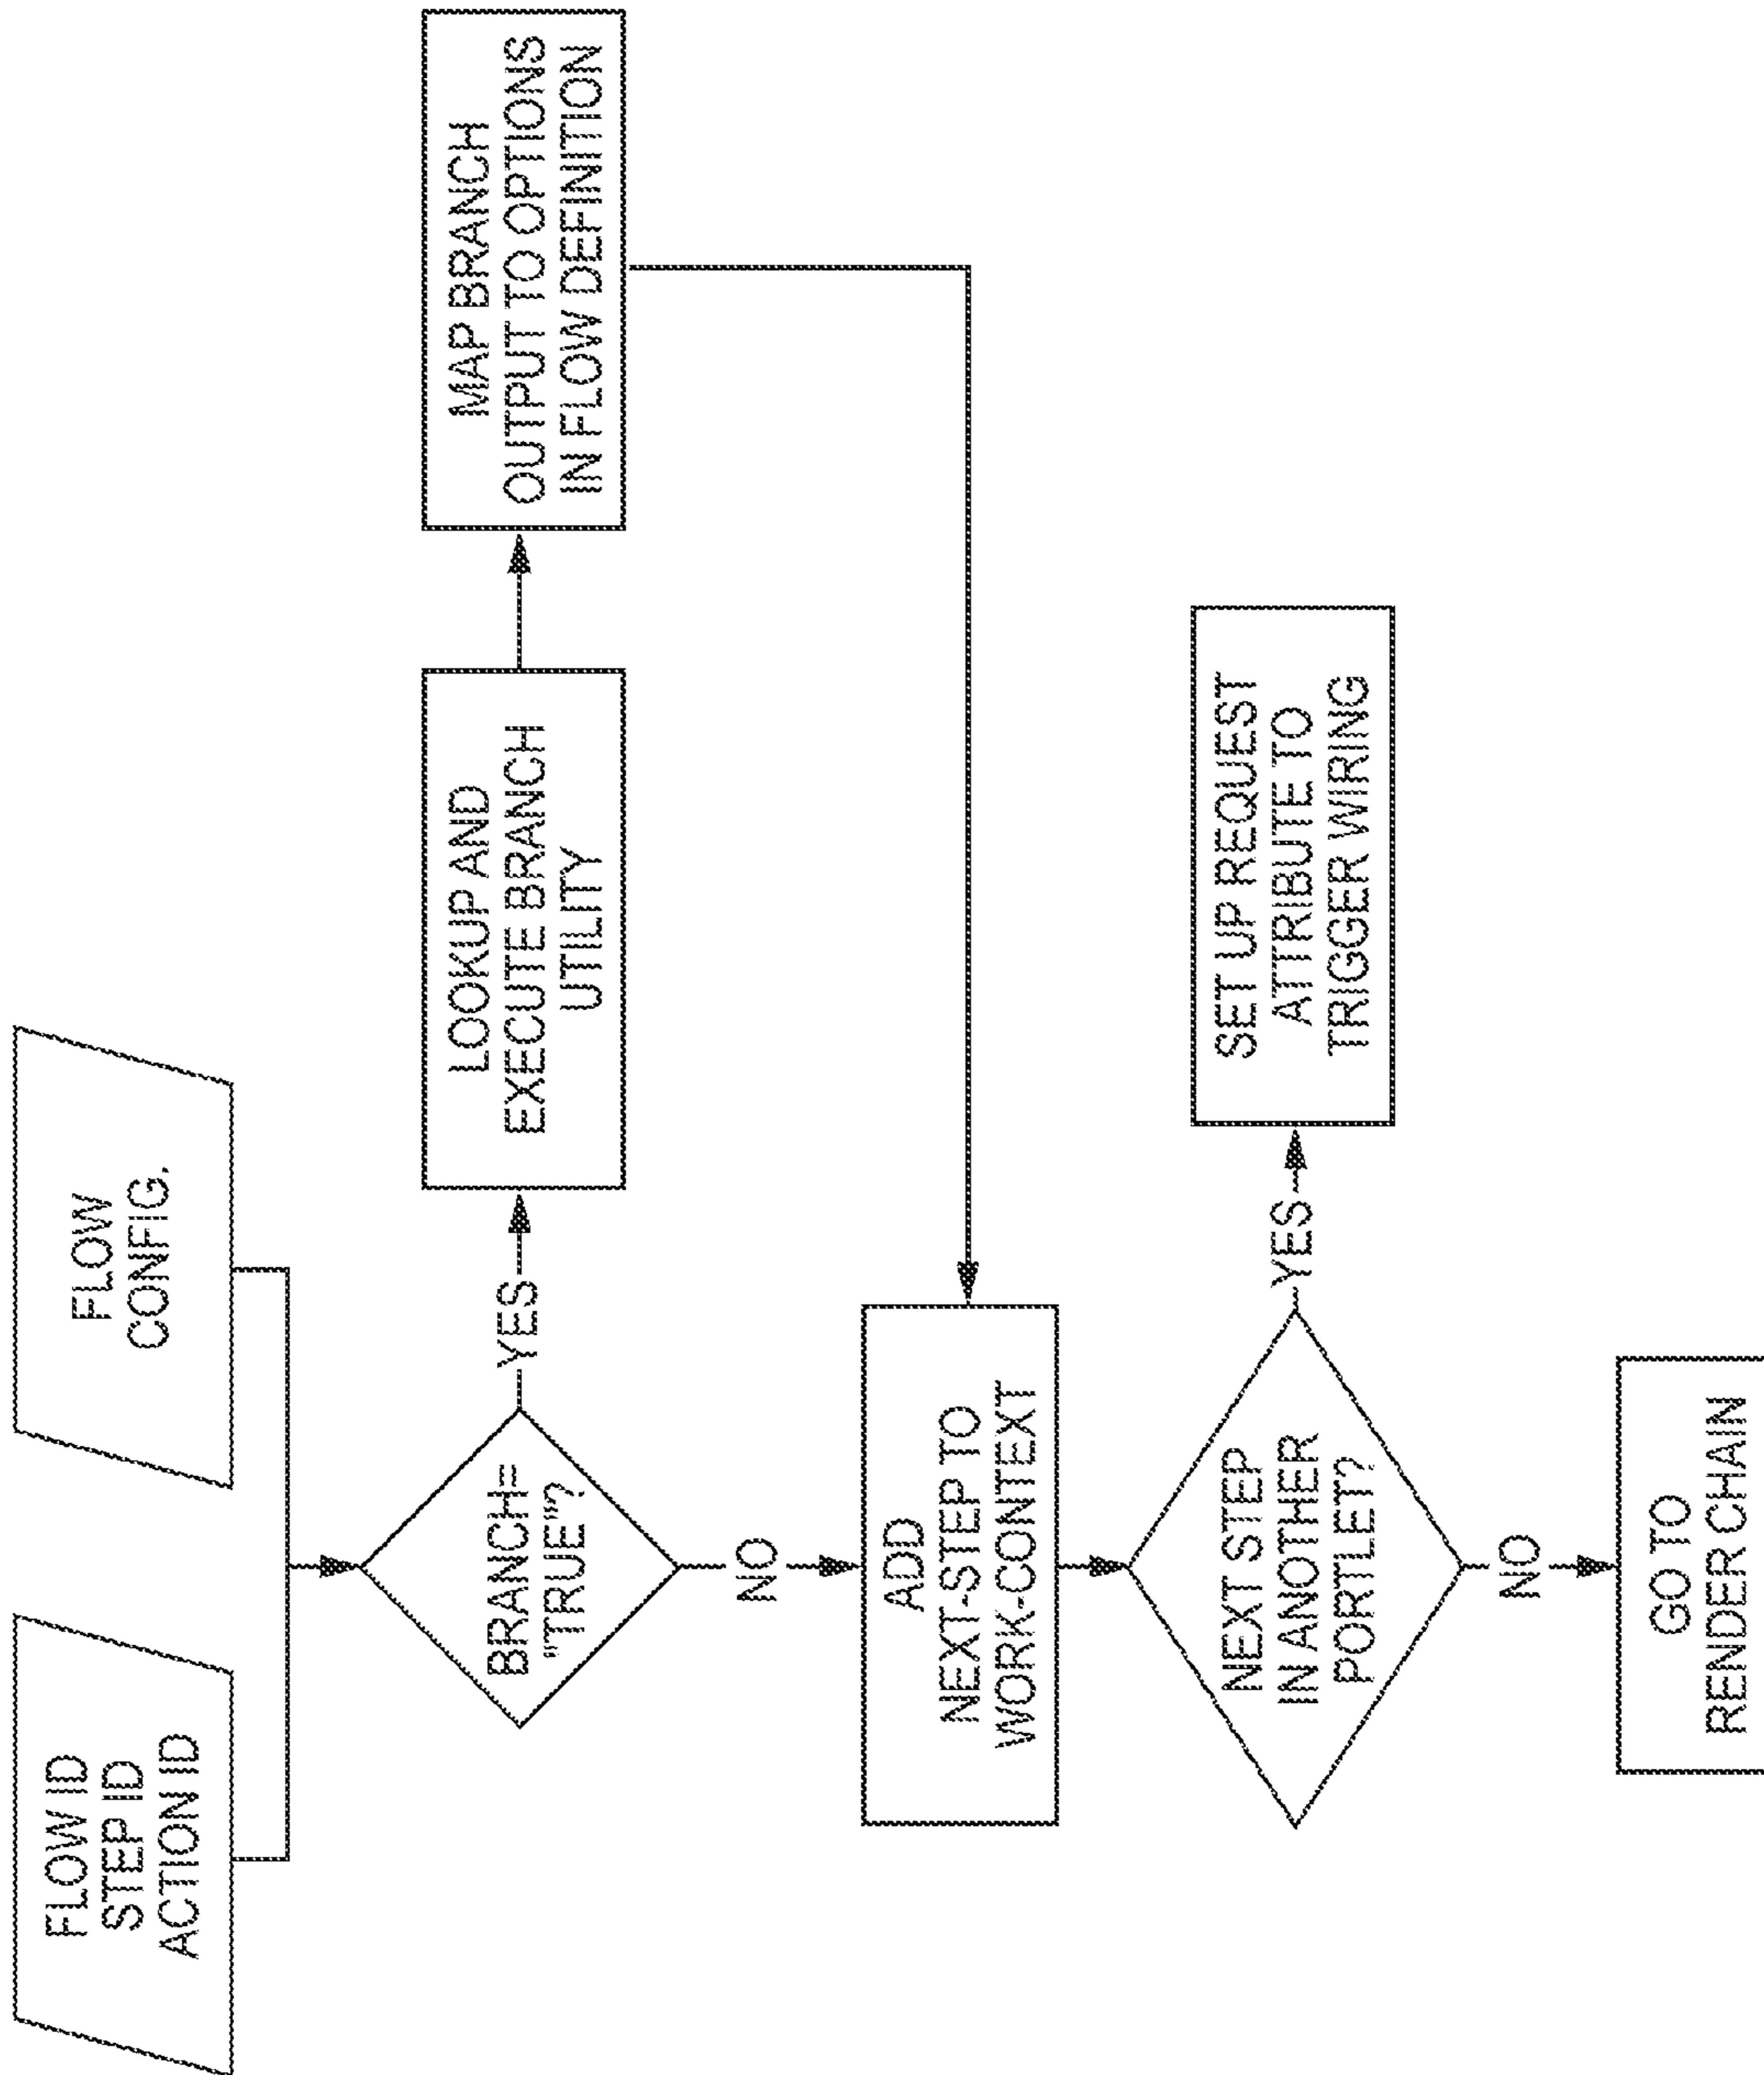 FLOW ID
STEP ID
ACTION ID
FLOW
CONFIG.
BRANCH=
"TRUE"?
YES
LOOKUP AND
EXECUTE BRANCH
UTILITY
MAP BRANCH
OUTPUT TO OPTIONS
IN FLOW DEFINITION
NO
ADD
NEXT-STEP TO
WORK-CONTEXT
NEXT STEP
IN ANOTHER
PORTLET?
YES
SET UP REQUEST
ATTRIBUTE TO
TRIGGER WIRING
NO
GO TO
RENDER CHAIN